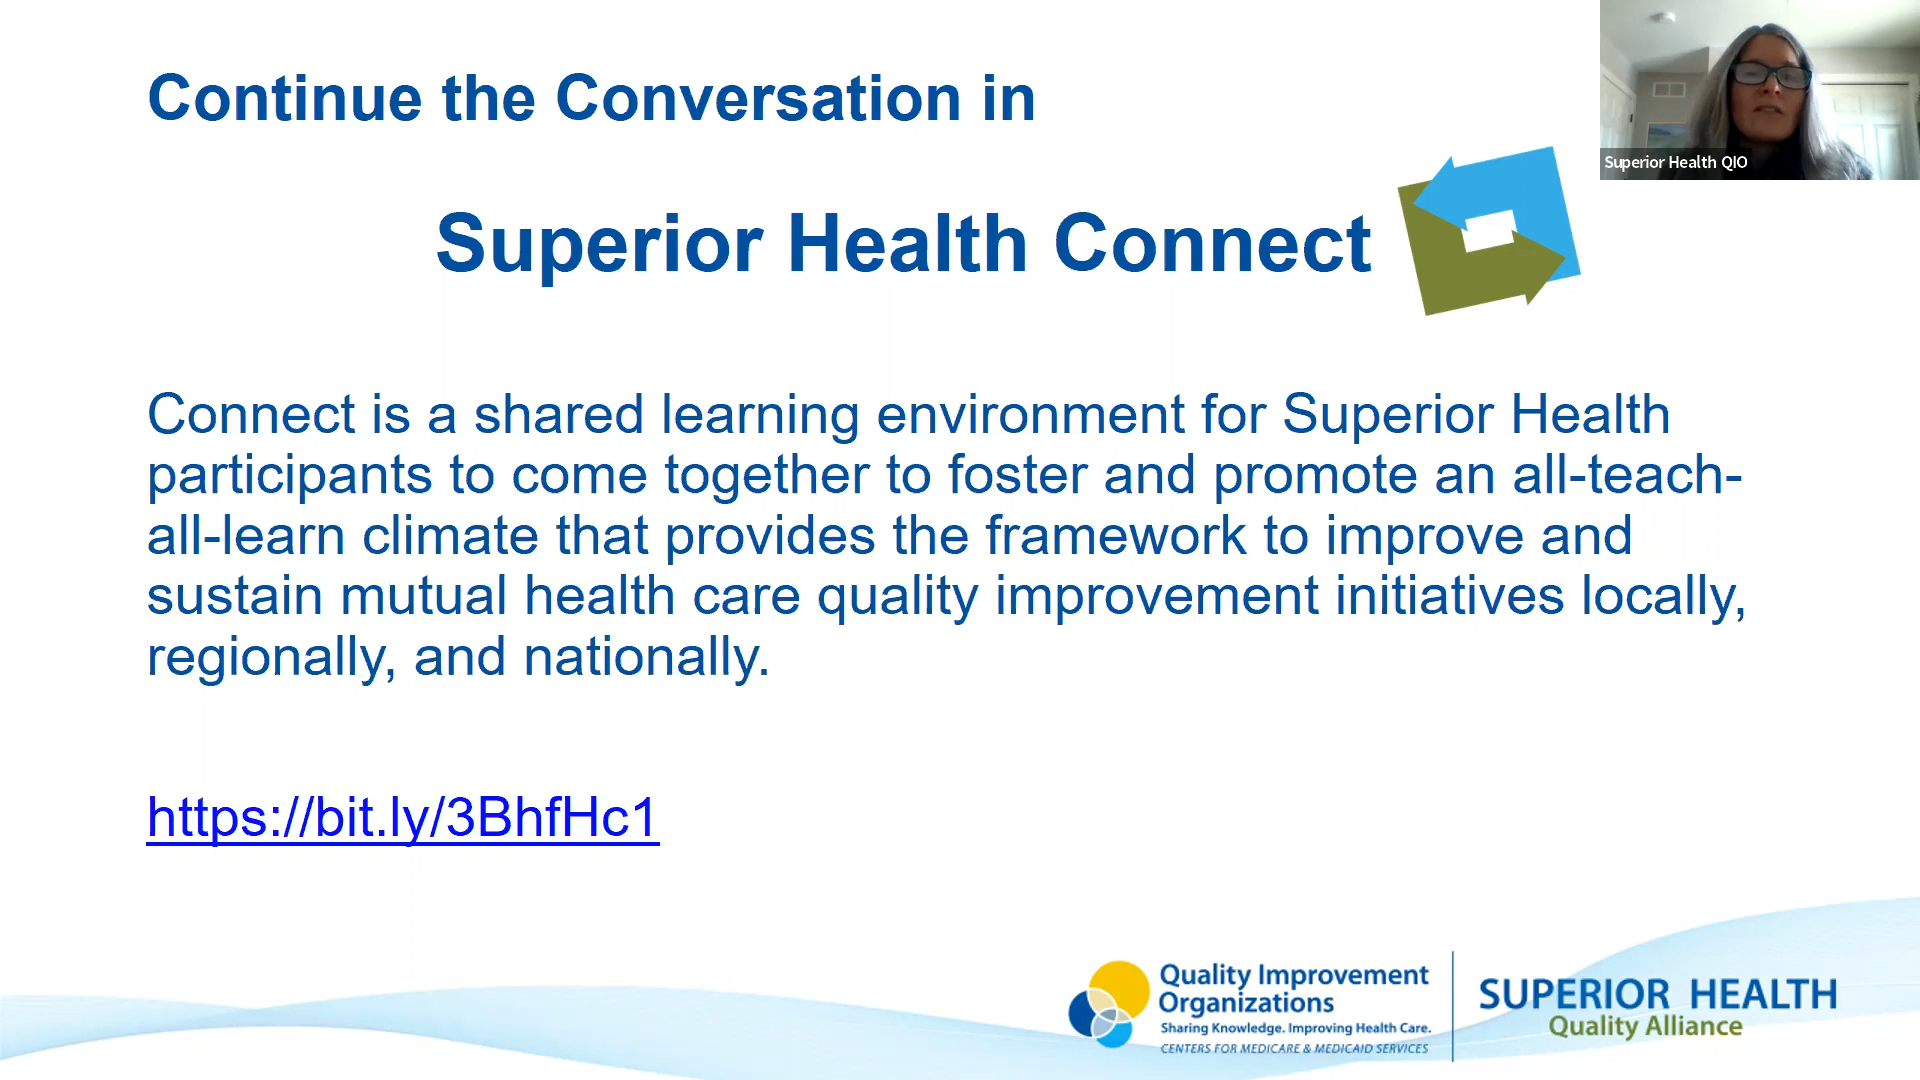 Continue the Conversation in
Superior Health Connect
Superior Health QIO
Connect is a shared learning environment for Superior Health
participants to come together to foster and promote an all-teach-
all-learn climate that provides the framework to improve and
sustain mutual health care quality improvement initiatives locally,
regionally, and nationally.
https://bit.ly/3BhfHc1
Quality Improvement
Organizations
Sharing Knowledge. Improving Health Care.
CENTERS FOR MEDICARE & MEDICAID SERVICES
SUPERIOR HEALTH
Quality Alliance